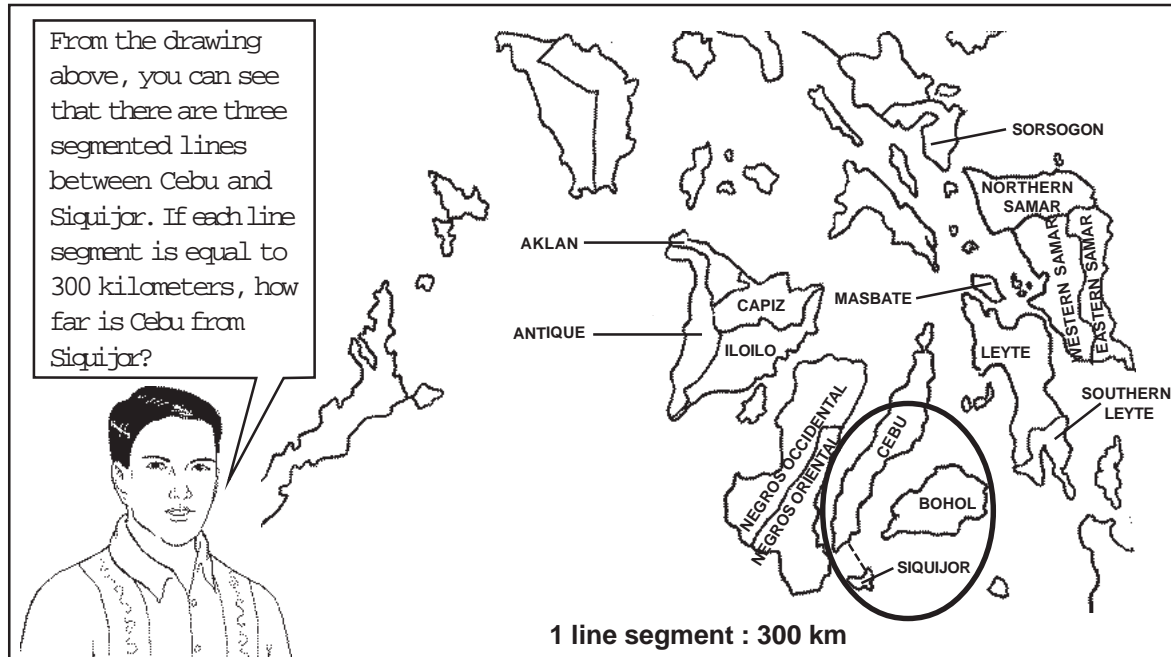 From the drawing
above, you can see
that there are three
segmented lines
between Cebu and
Siquijor. If each line
segment is equal to
300 kilometers, how
far is Cebu from
Siquijor?
SORSOGON
NORTHERN
SAMAR
WESTERN SAMAR
EASTERN SAMAR
AKLAN
CAPIZ
MASBATE
ANTIQUE
ILOILO
LEYTE
SOUTHERN
LEYTE
NEGROS OCCIDENTAL
NEGROS ORIENTAL
CEBU
BOHOL
SIQUIJOR
1 line segment : 300 km